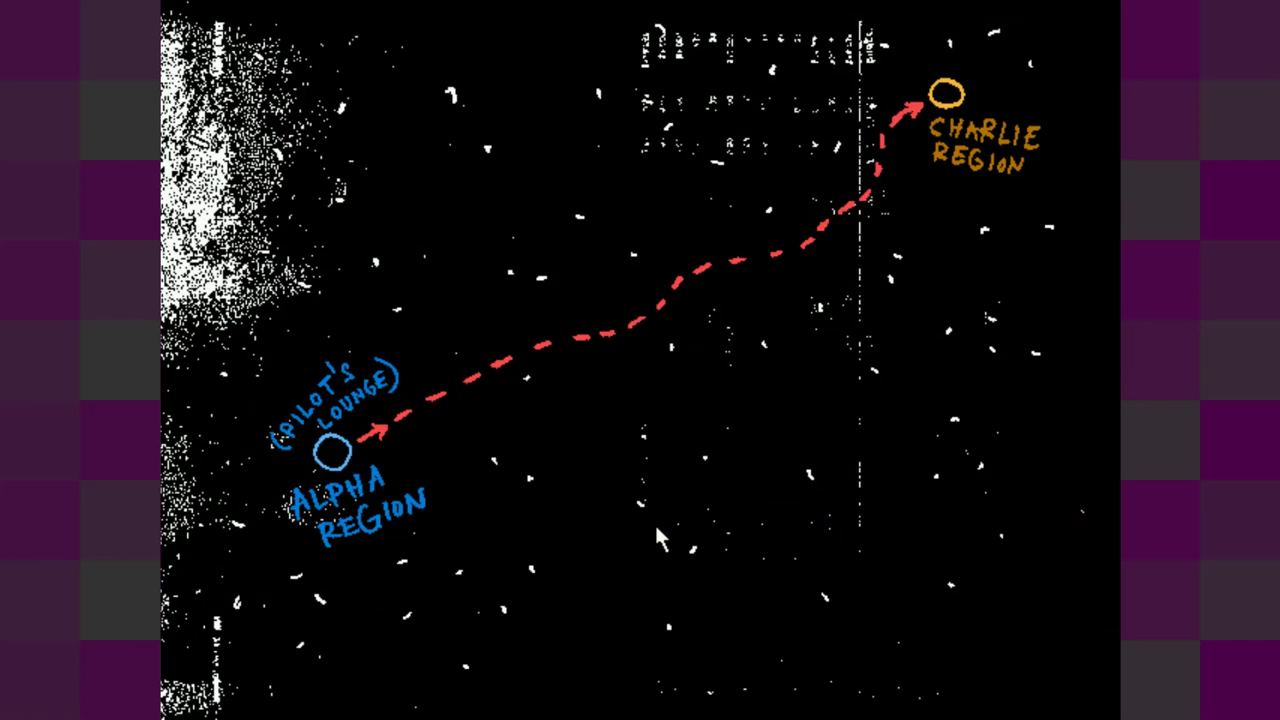 CHARLIE
REGION
(PILOT'S
LOUNGE)
ALPHA
REGION